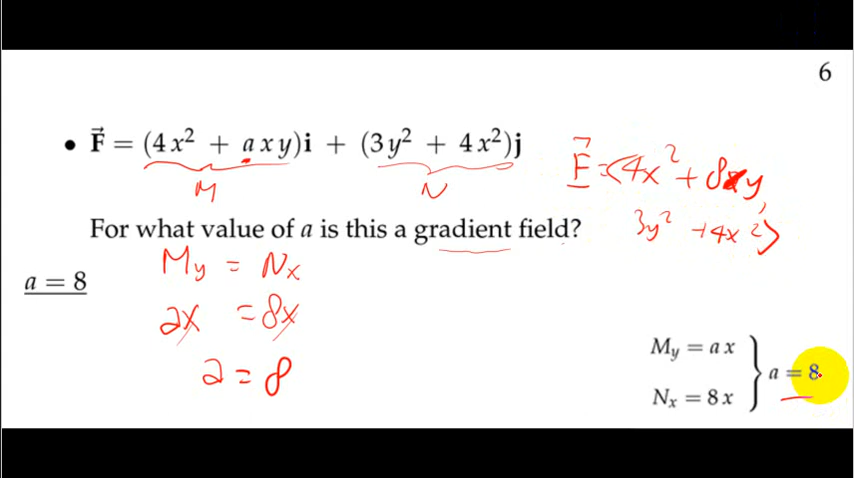 6
• F⃗ = (4x² + axy)i + (3y² + 4x²)j
M N
F⃗ = <4x² + 8xy,
3y² + 4x²>
For what value of a is this a gradient field?
a = 8
My = Nx
ax = 8x
a = 8
My = ax
Nx = 8x
} a = 8